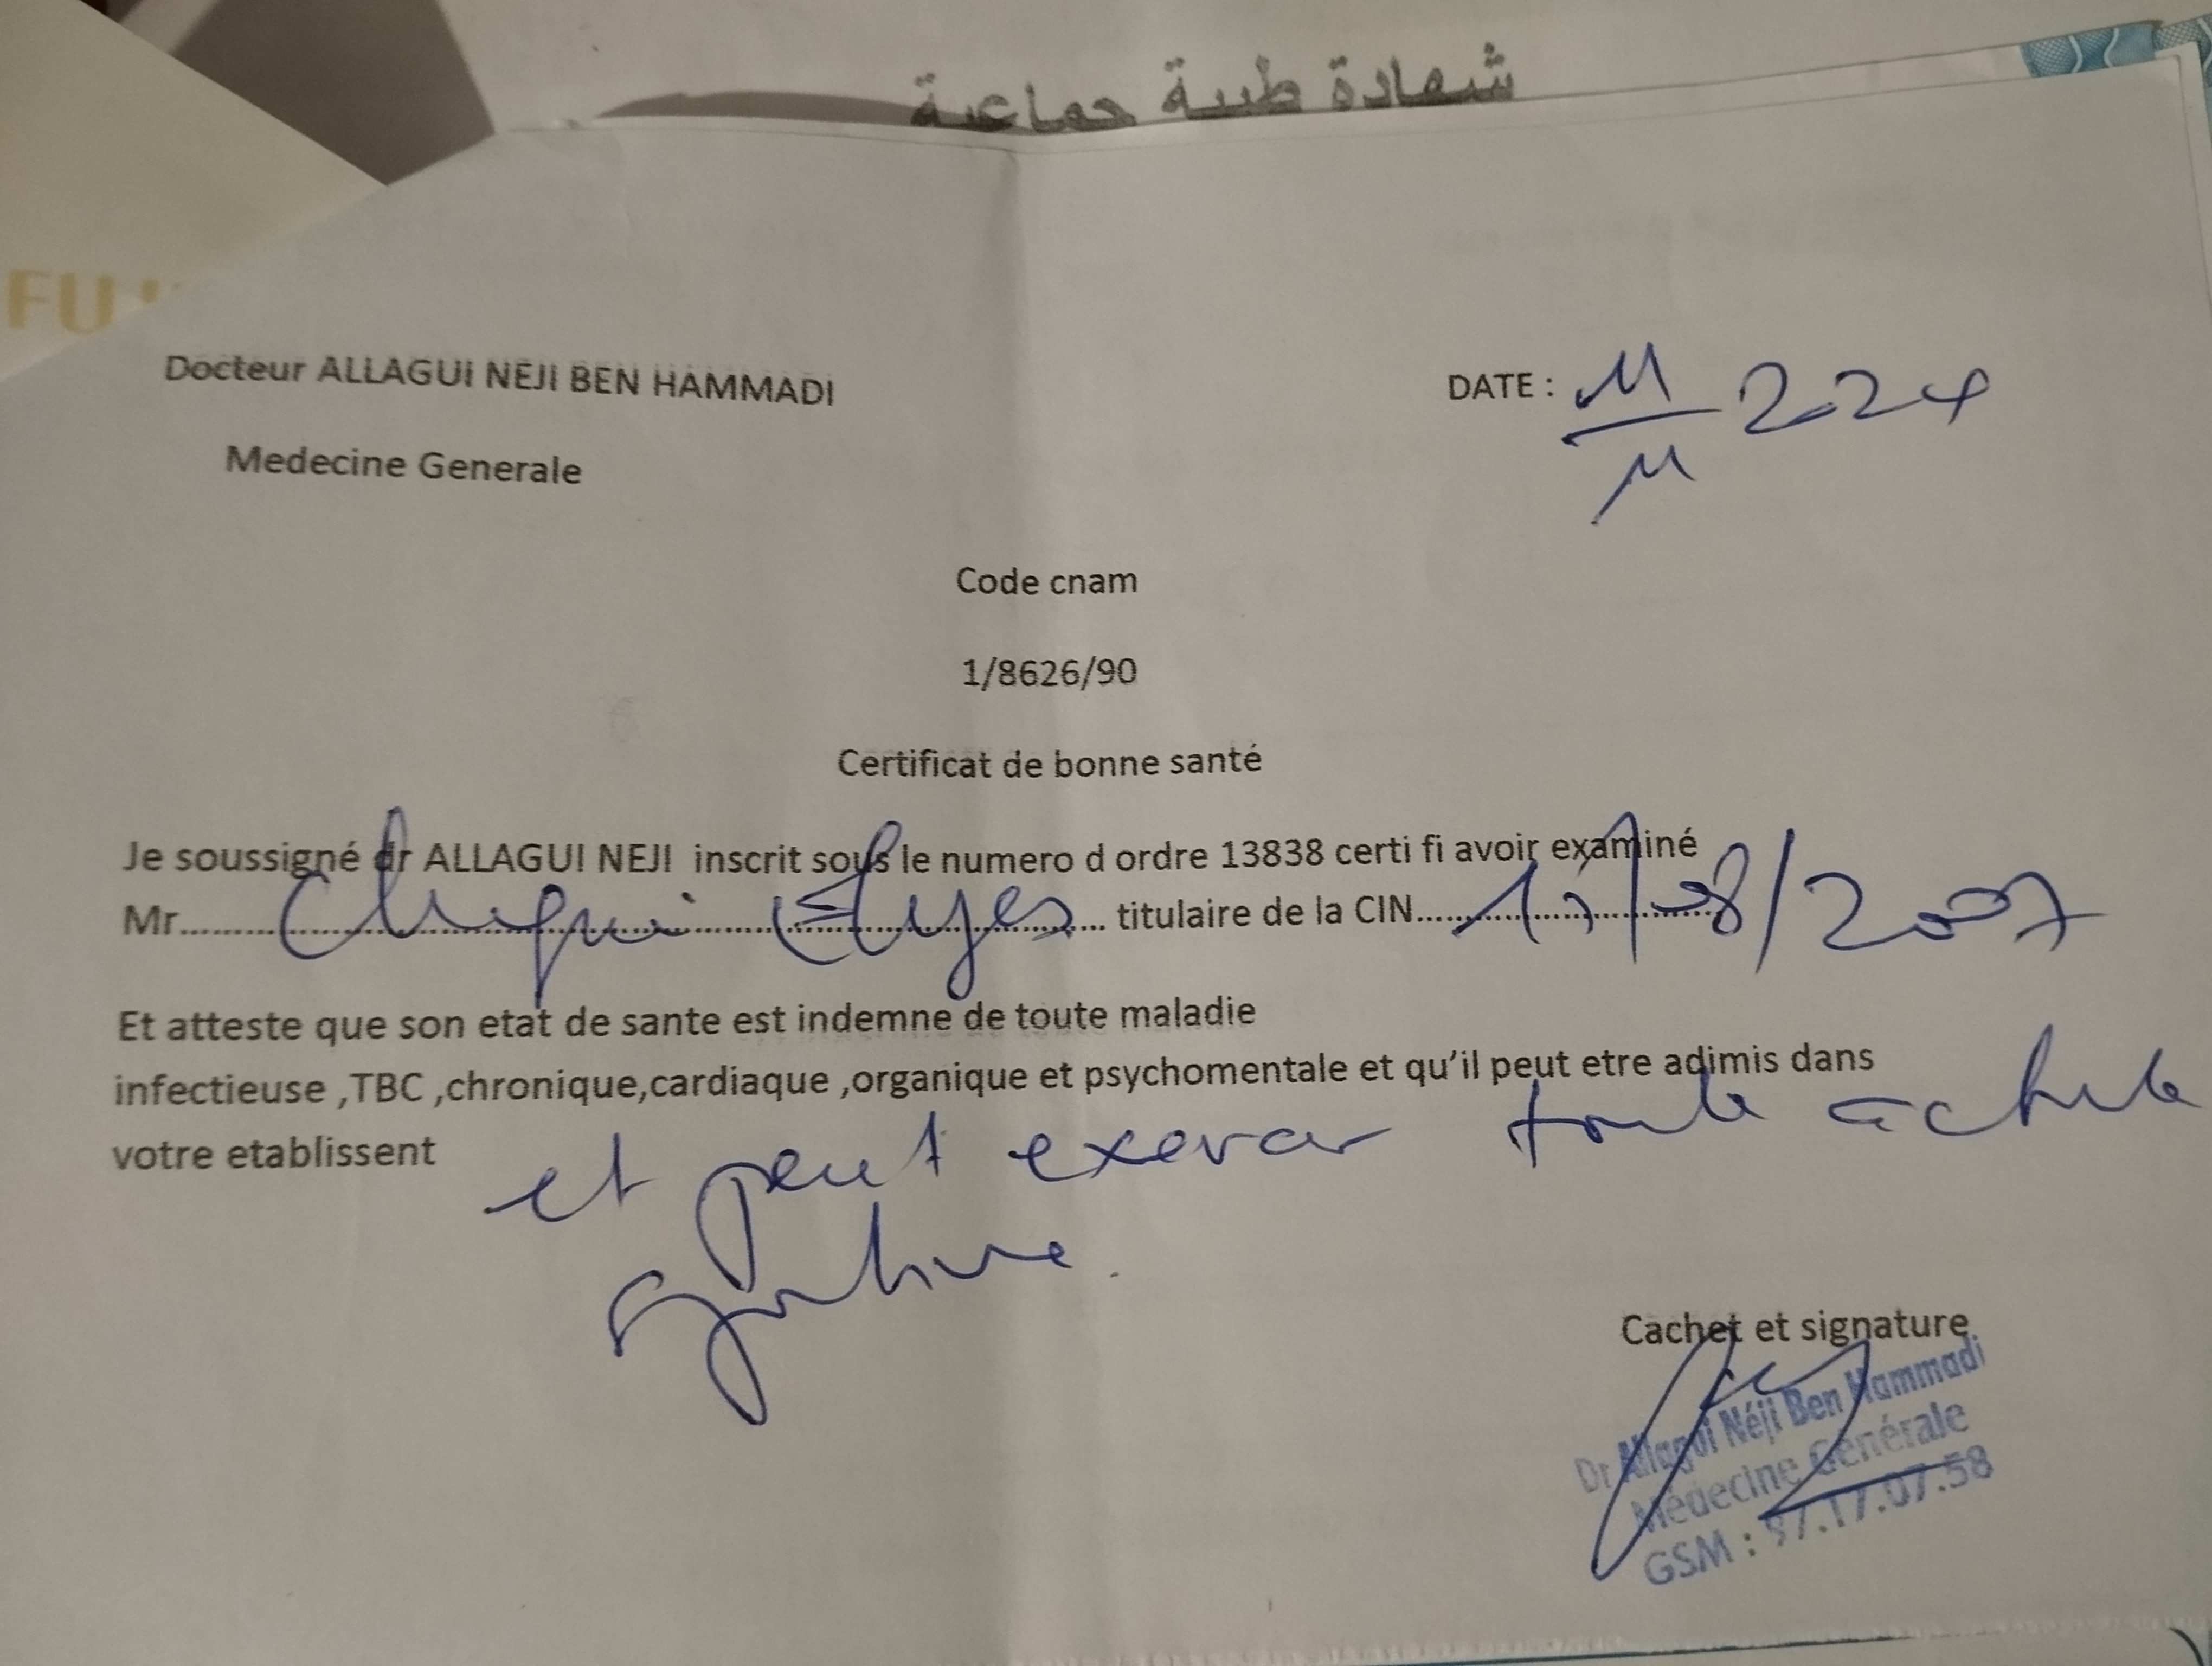 شهادة طبية جماعية
FUJI
Docteur ALLAGUI NEJI BEN HAMMADI
DATE : 11/11 2024
Medecine Generale
Code cnam
1/8626/90
Certificat de bonne santé
Je soussigné dr ALLAGUI NEJI inscrit sous le numero d ordre 13838 certi fi avoir examiné
Mr.......... Elyes .......... titulaire de la CIN.......... /08/2007
Et atteste que son etat de sante est indemne de toute maladie
infectieuse ,TBC ,chronique,cardiaque ,organique et psychomentale et qu'il peut etre adimis dans
votre etablissent et peut exercer toute
Cachet et signature
Dr Allagui Néji Ben Hammadi
Médecine Générale
GSM : 97.17.07.58